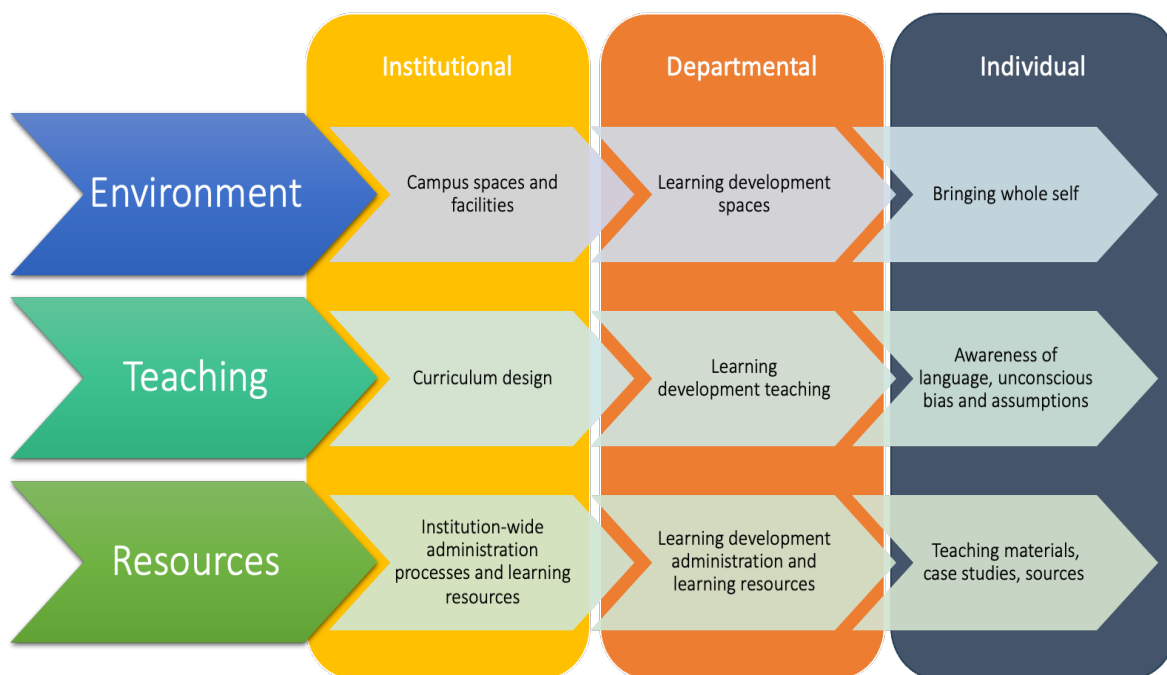 Institutional
Departmental
Individual
Environment
Campus spaces and
facilities
Learning development
spaces
Bringing whole self
Teaching
Curriculum design
Learning
development teaching
Awareness of
language, unconscious
bias and assumptions
Resources
Institution-wide
administration
processes and learning
resources
Learning development
administration and
learning resources
Teaching materials,
case studies, sources